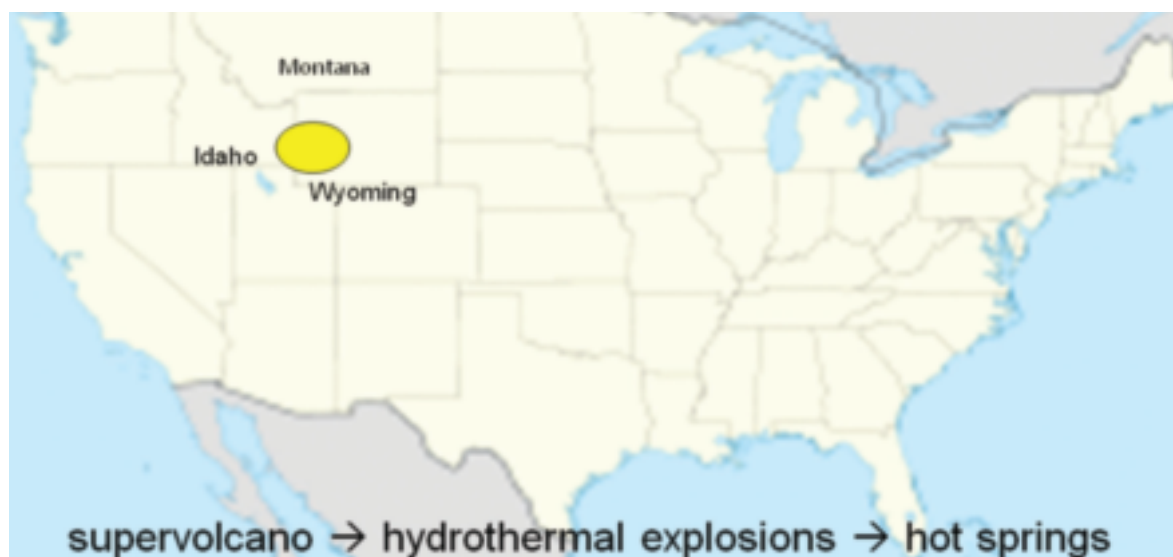 Montana
Idaho
Wyoming
supervolcano → hydrothermal explosions → hot springs